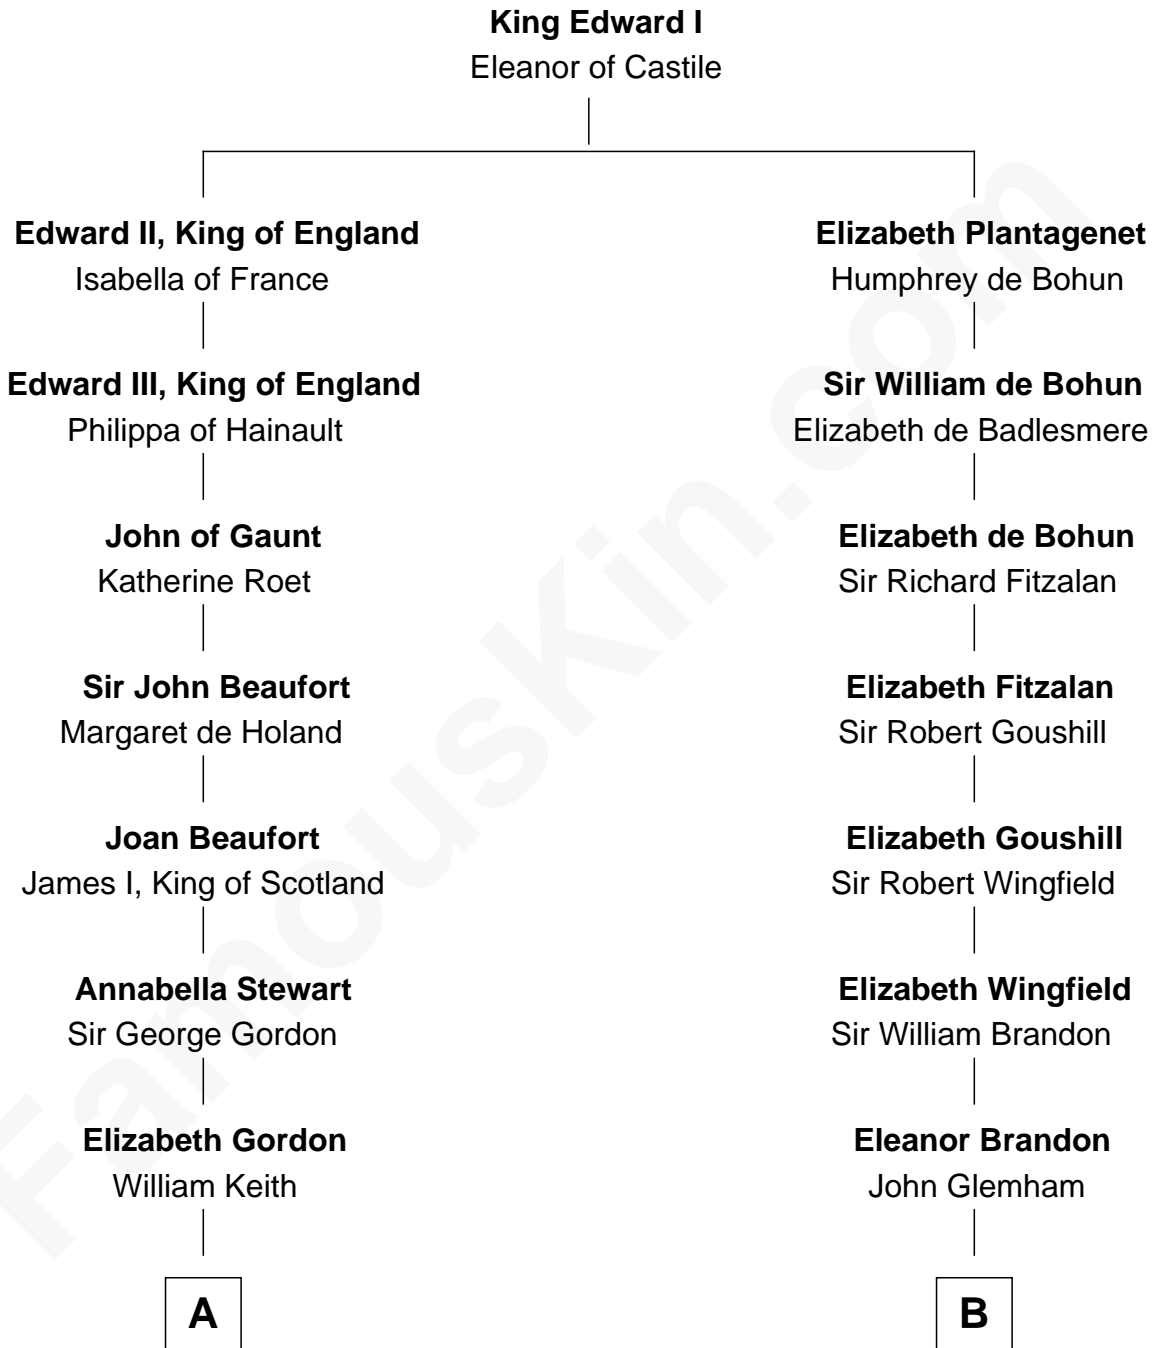 King Edward I
Eleanor of Castile
Edward II, King of England
Isabella of France
Elizabeth Plantagenet
Humphrey de Bohun
Edward III, King of England
Philippa of Hainault
Sir William de Bohun
Elizabeth de Badlesmere
John of Gaunt
Katherine Roet
Elizabeth de Bohun
Sir Richard Fitzalan
Sir John Beaufort
Margaret de Holand
Elizabeth Fitzalan
Sir Robert Goushill
Joan Beaufort
James I, King of Scotland
Elizabeth Goushill
Sir Robert Wingfield
Annabella Stewart
Sir George Gordon
Elizabeth Wingfield
Sir William Brandon
Elizabeth Gordon
William Keith
Eleanor Brandon
John Glemham
A
B
FamousKin.com